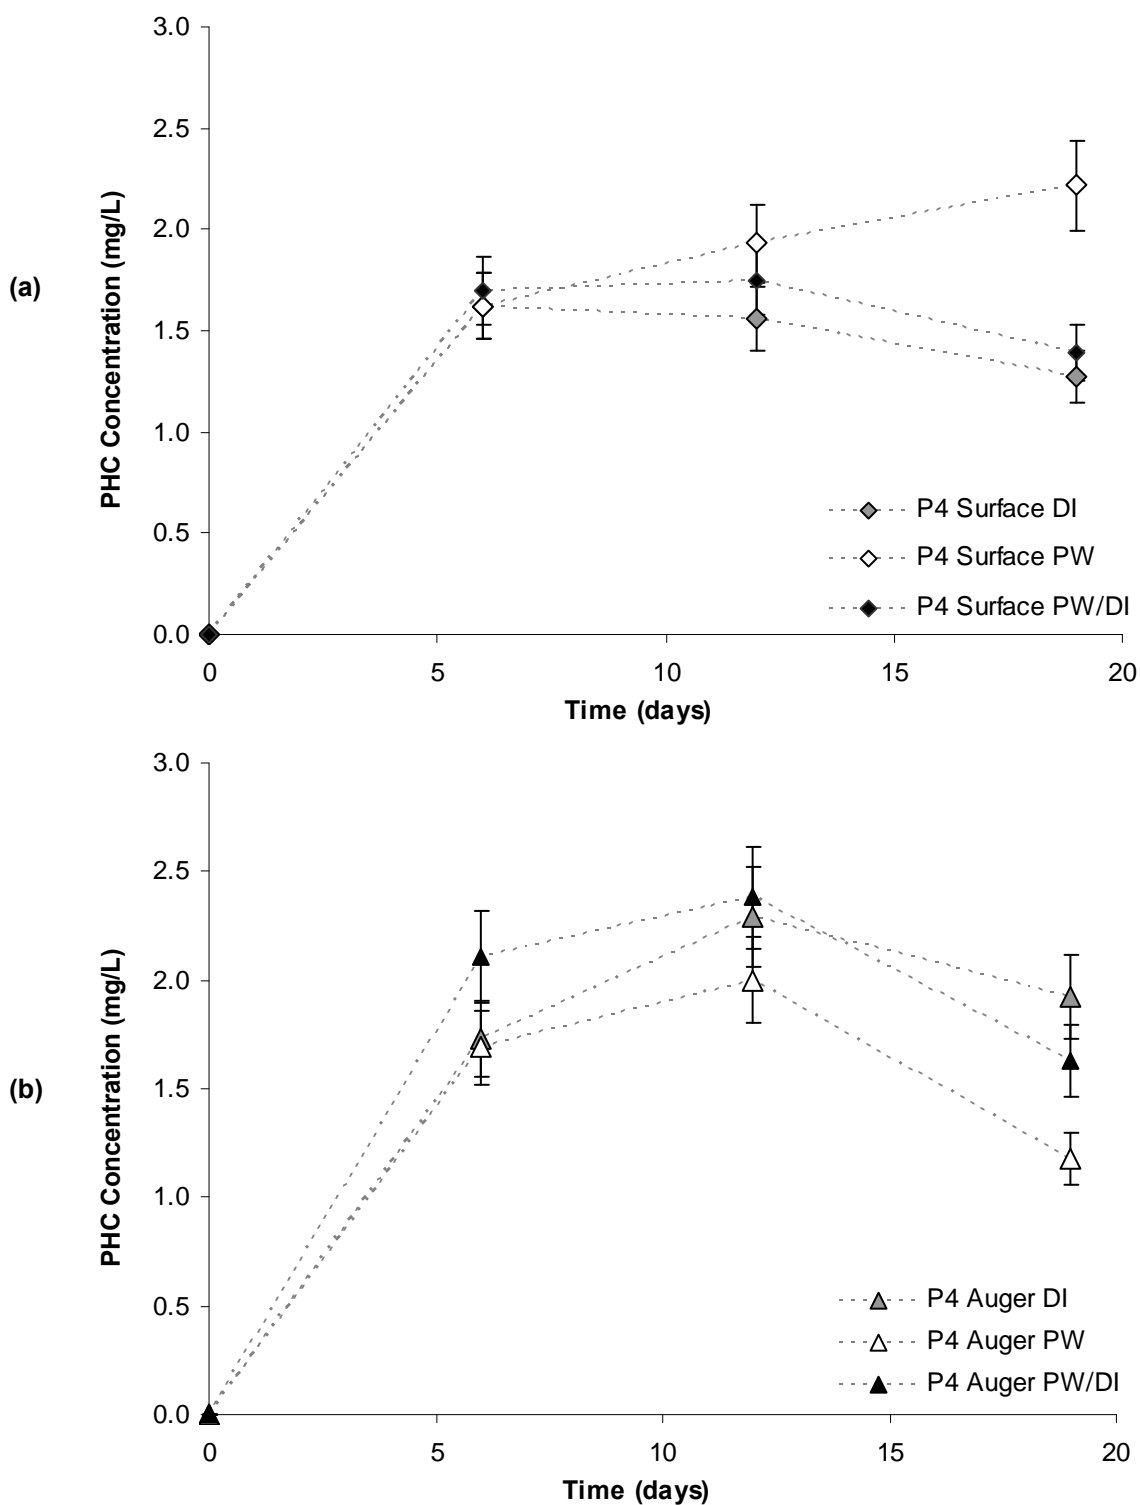 (a)
PHC Concentration (mg/L)
3.0
2.5
2.0
1.5
1.0
0.5
0.0
P4 Surface DI
P4 Surface PW
P4 Surface PW/DI
0 5 10 15 20
Time (days)
(b)
PHC Concentration (mg/L)
3.0
2.5
2.0
1.5
1.0
0.5
0.0
P4 Auger DI
P4 Auger PW
P4 Auger PW/DI
0 5 10 15 20
Time (days)